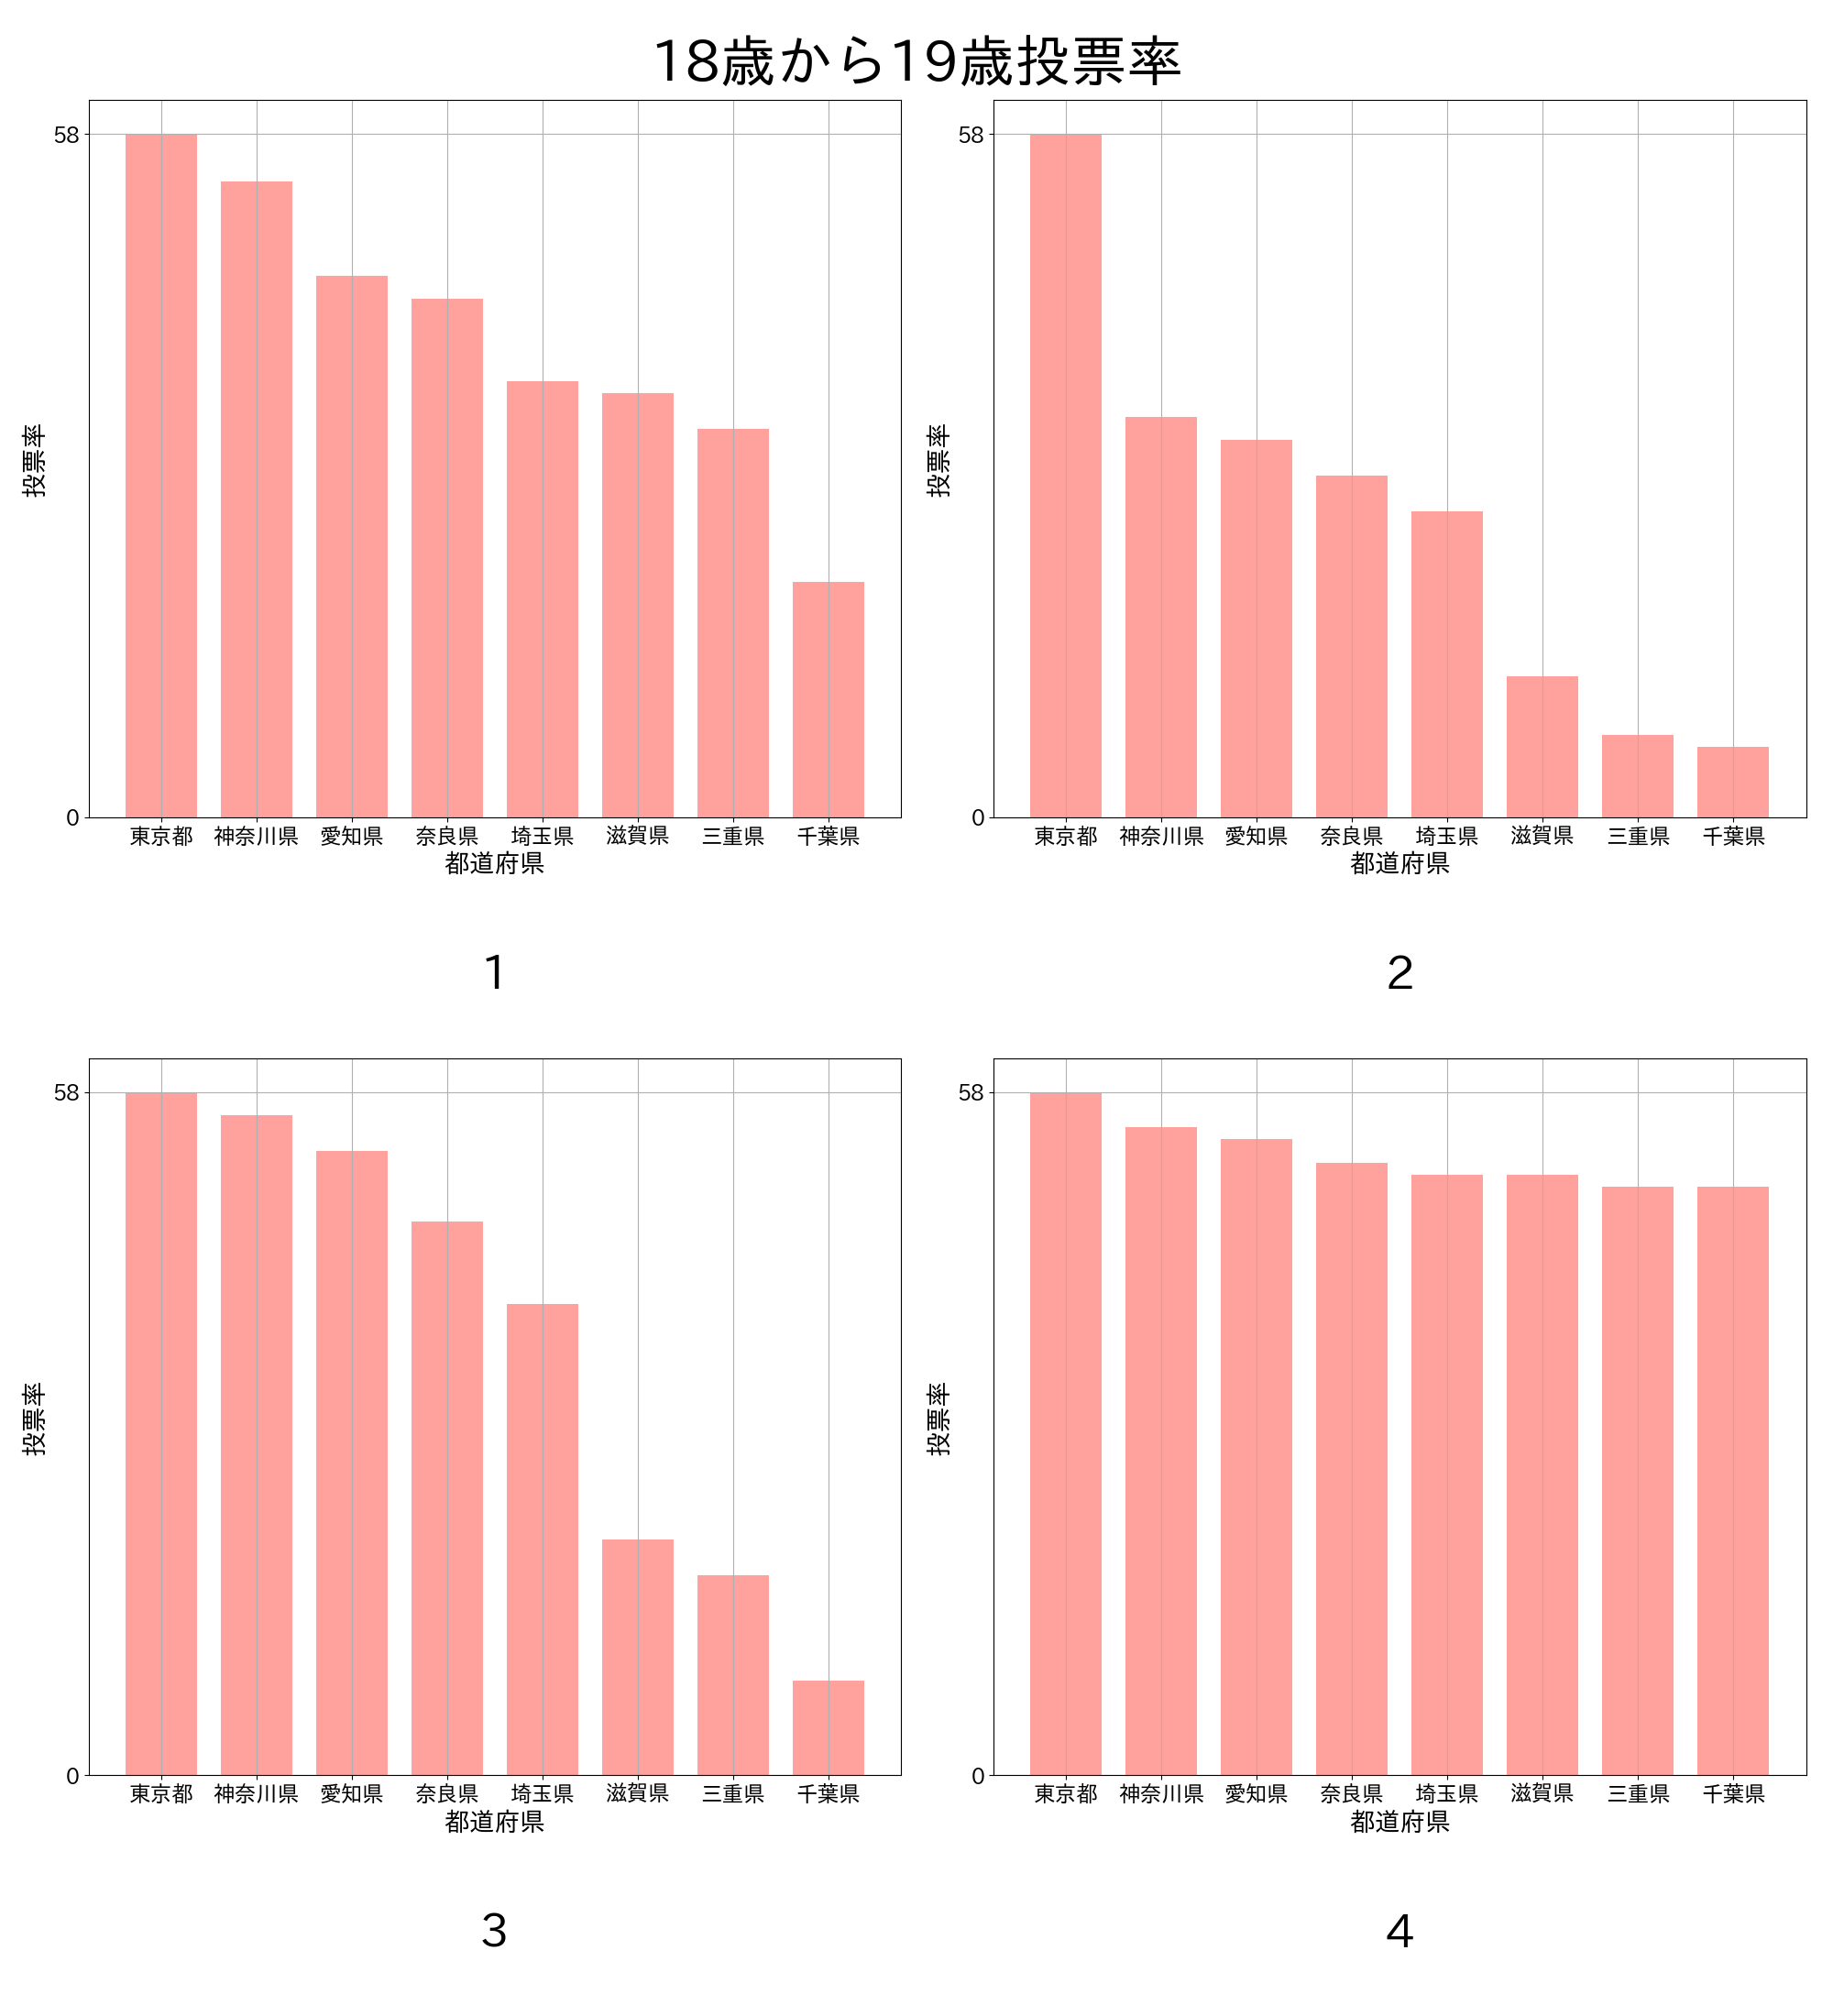 18歳から19歳投票率
58
投票率
0
東京都 神奈川県 愛知県 奈良県 埼玉県 滋賀県 三重県 千葉県
都道府県
1
58
投票率
0
東京都 神奈川県 愛知県 奈良県 埼玉県 滋賀県 三重県 千葉県
都道府県
2
58
投票率
0
東京都 神奈川県 愛知県 奈良県 埼玉県 滋賀県 三重県 千葉県
都道府県
3
58
投票率
0
東京都 神奈川県 愛知県 奈良県 埼玉県 滋賀県 三重県 千葉県
都道府県
4